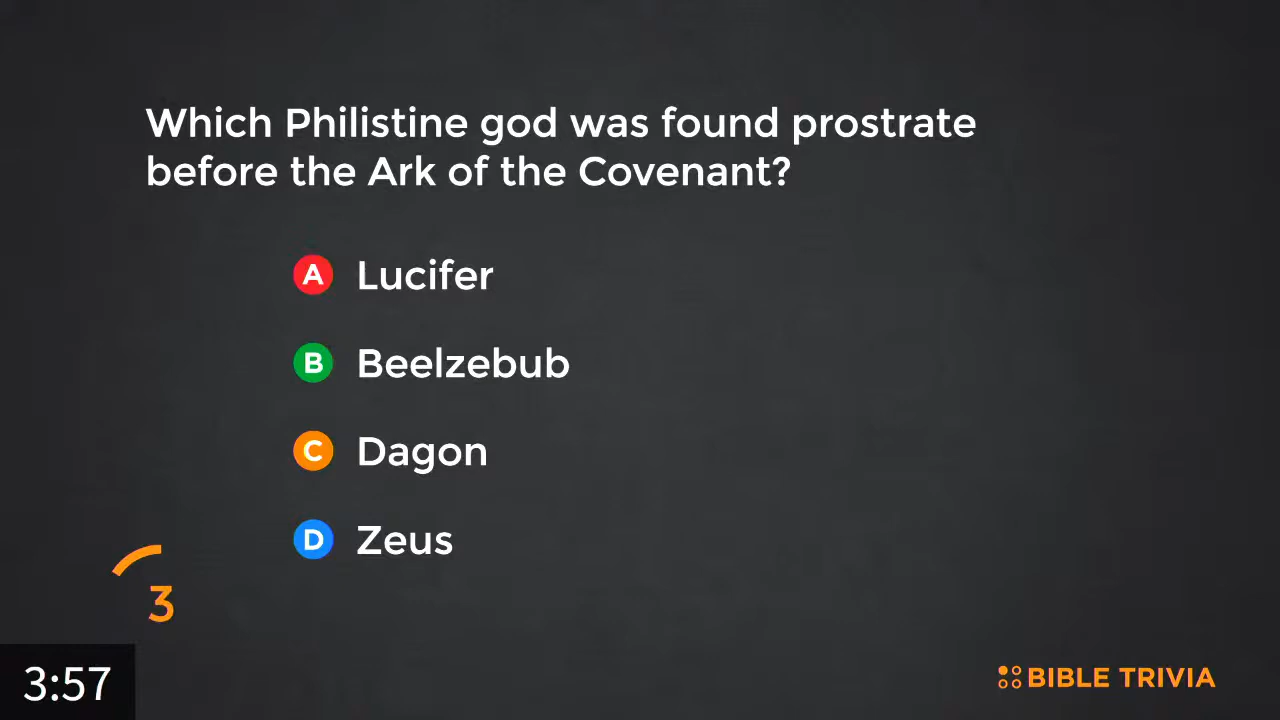 Which Philistine god was found prostrate
before the Ark of the Covenant?
A Lucifer
B Beelzebub
C Dagon
D Zeus
3
3:57
BIBLE TRIVIA